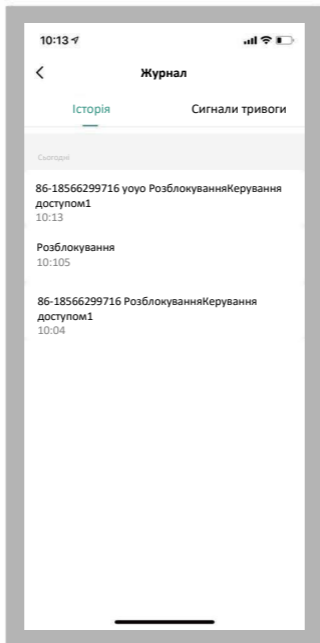 10:13
Журнал
Історія
Сигнали тривоги
Сьогодні
86-18566299716 yoyo РозблокуванняКерування
доступом1
10:13
Розблокування
10:105
86-18566299716 РозблокуванняКерування
доступом1
10:04